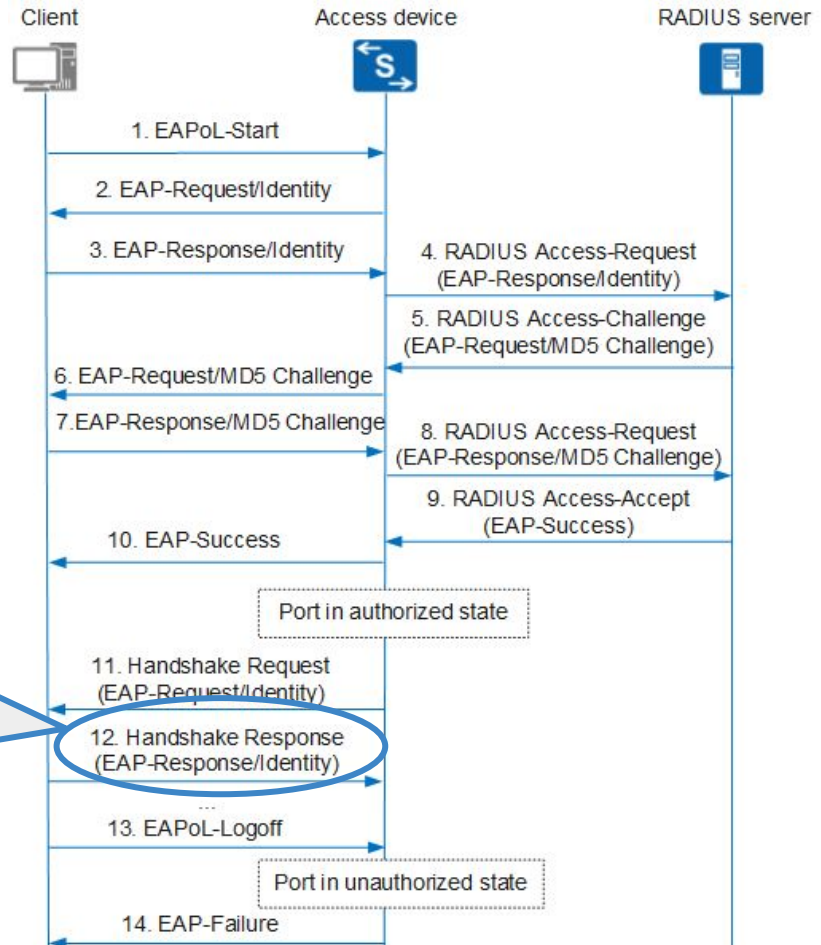 Client
Access device
RADIUS server
S
1. EAPoL-Start
2. EAP-Request/Identity
3. EAP-Response/Identity
4. RADIUS Access-Request
(EAP-Response/Identity)
5. RADIUS Access-Challenge
(EAP-Request/MD5 Challenge)
6. EAP-Request/MD5 Challenge
7.EAP-Response/MD5 Challenge
8. RADIUS Access-Request
(EAP-Response/MD5 Challenge)
9. RADIUS Access-Accept
(EAP-Success)
10. EAP-Success
Port in authorized state
11. Handshake Request
(EAP-Request/Identity)
12. Handshake Response
(EAP-Response/Identity)
...
13. EAPoL-Logoff
Port in unauthorized state
14. EAP-Failure